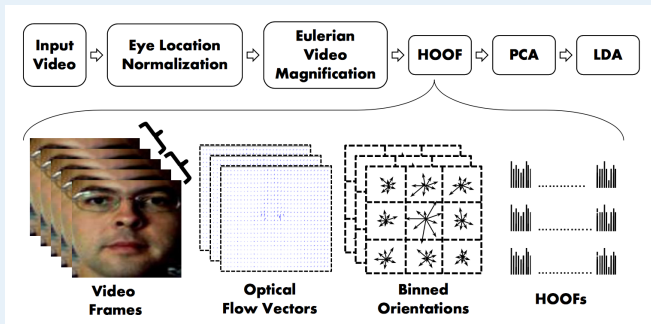 Input
Video
Eye Location
Normalization
Eulerian
Video
Magnification
HOOF
PCA
LDA
Video
Frames
Optical
Flow Vectors
Binned
Orientations
HOOFs